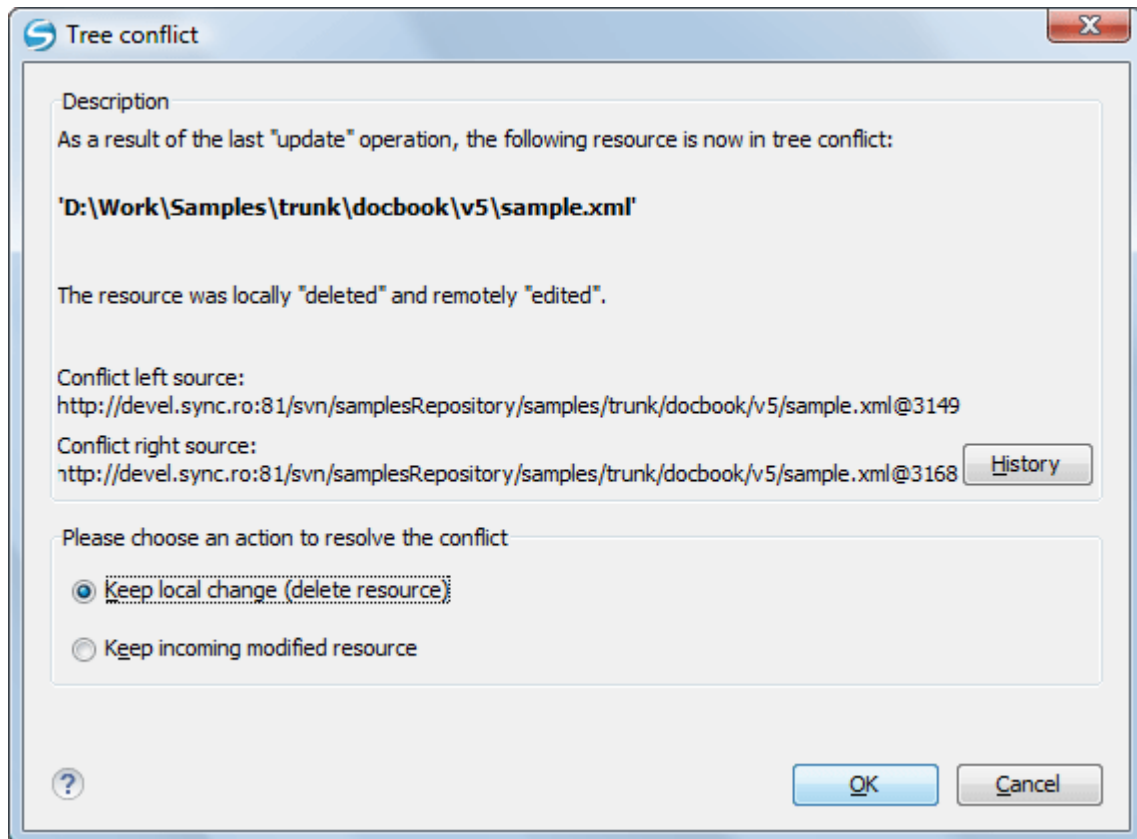 Tree conflict
Description
As a result of the last "update" operation, the following resource is now in tree conflict:
'D:\Work\Samples\trunk\docbook\v5\sample.xml'
The resource was locally "deleted" and remotely "edited".
Conflict left source:
http://devel.sync.ro:81/svn/samplesRepository/samples/trunk/docbook/v5/sample.xml@3149
Conflict right source:
http://devel.sync.ro:81/svn/samplesRepository/samples/trunk/docbook/v5/sample.xml@3168
History
Please choose an action to resolve the conflict
Keep local change (delete resource)
Keep incoming modified resource
?
OK
Cancel